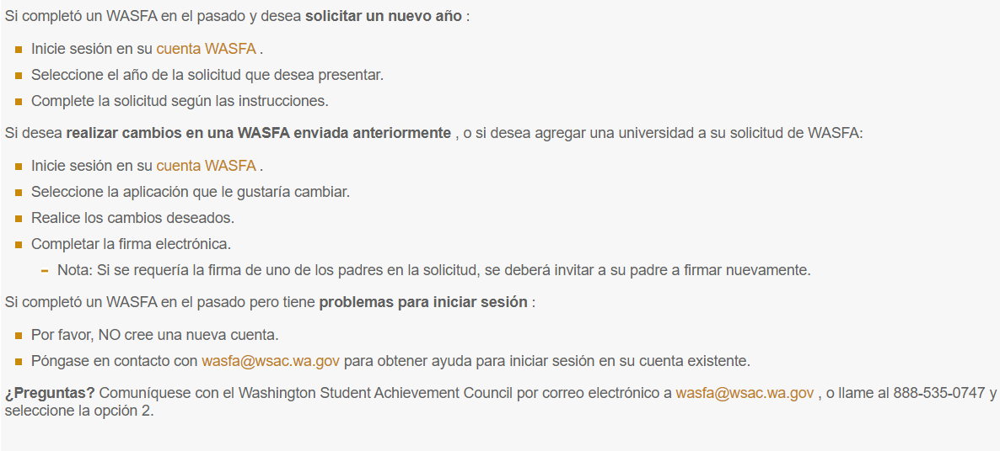 Si completó un WASFA en el pasado y desea solicitar un nuevo año :
Inicie sesión en su cuenta WASFA .
Seleccione el año de la solicitud que desea presentar.
Complete la solicitud según las instrucciones.
Si desea realizar cambios en una WASFA enviada anteriormente , o si desea agregar una universidad a su solicitud de WASFA:
Inicie sesión en su cuenta WASFA .
Seleccione la aplicación que le gustaría cambiar.
Realice los cambios deseados.
Completar la firma electrónica.
Nota: Si se requería la firma de uno de los padres en la solicitud, se deberá invitar a su padre a firmar nuevamente.
Si completó un WASFA en el pasado pero tiene problemas para iniciar sesión :
Por favor, NO cree una nueva cuenta.
Póngase en contacto con wasfa@wsac.wa.gov para obtener ayuda para iniciar sesión en su cuenta existente.
¿Preguntas? Comuníquese con el Washington Student Achievement Council por correo electrónico a wasfa@wsac.wa.gov , o llame al 888-535-0747 y
seleccione la opción 2.